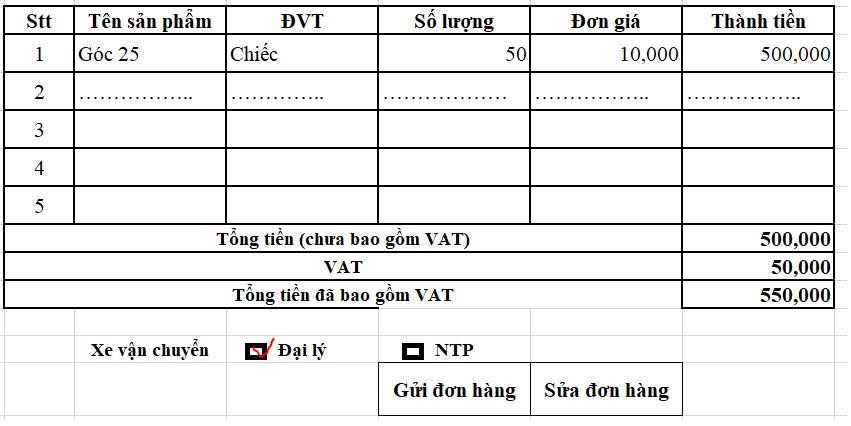 Stt Tên sản phẩm ĐVT Số lượng Đơn giá Thành tiền
1 Góc 25 Chiếc 50 10,000 500,000
2 …………….. ………….. ……………… …………….. ……………..
3
4
5
Tổng tiền (chưa bao gồm VAT) 500,000
VAT 50,000
Tổng tiền đã bao gồm VAT 550,000
Xe vận chuyển Đại lý NTP
Gửi đơn hàng Sửa đơn hàng